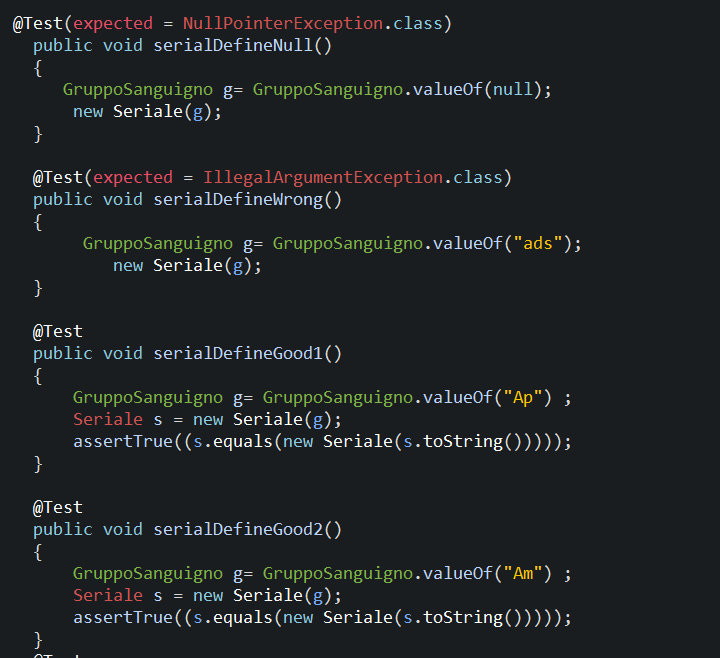 @Test(expected = NullPointerException.class)
public void serialDefineNull()
{
GruppoSanguigno g= GruppoSanguigno.valueOf(null);
new Seriale(g);
}
@Test(expected = IllegalArgumentException.class)
public void serialDefineWrong()
{
GruppoSanguigno g= GruppoSanguigno.valueOf("ads");
new Seriale(g);
}
@Test
public void serialDefineGood1()
{
GruppoSanguigno g= GruppoSanguigno.valueOf("Ap") ;
Seriale s = new Seriale(g);
assertTrue((s.equals(new Seriale(s.toString()))));
}
@Test
public void serialDefineGood2()
{
GruppoSanguigno g= GruppoSanguigno.valueOf("Am") ;
Seriale s = new Seriale(g);
assertTrue((s.equals(new Seriale(s.toString()))));
}